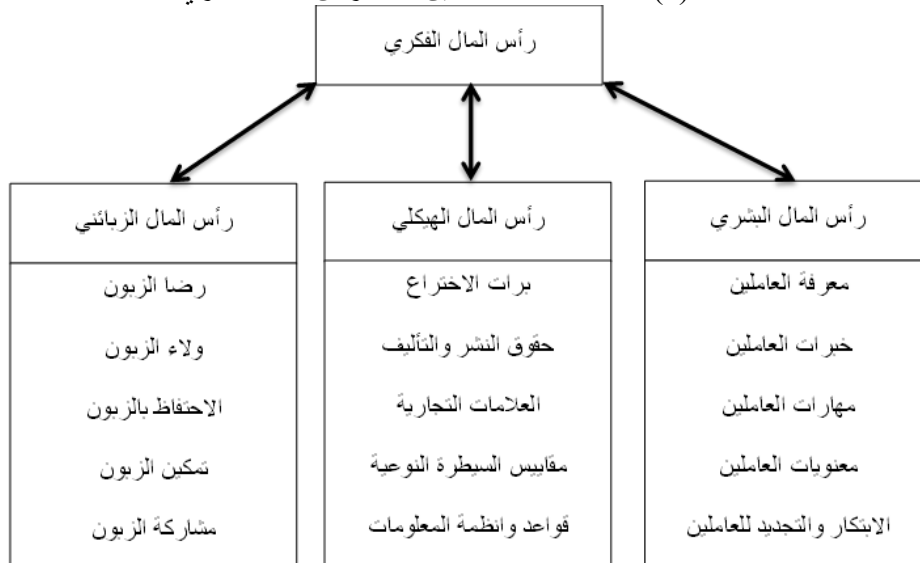 رأس المال الفكري
رأس المال البشري
معرفة العاملين
خبرات العاملين
مهارات العاملين
معنويات العاملين
الابتكار والتجديد للعاملين
رأس المال الهيكلي
برات الاختراع
حقوق النشر والتأليف
العلامات التجارية
مقاييس السيطرة النوعية
قواعد وانظمة المعلومات
رأس المال الزبائني
رضا الزبون
ولاء الزبون
الاحتفاظ بالزبون
تمكين الزبون
مشاركة الزبون